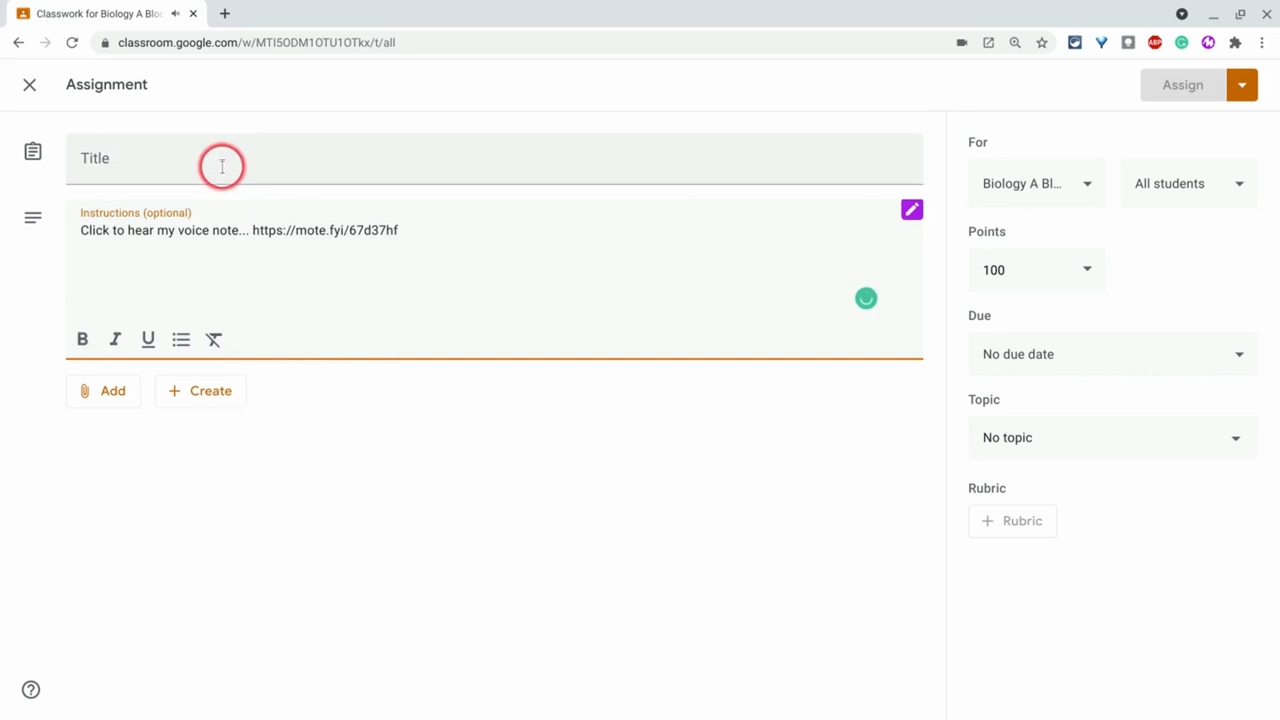 Classwork for Biology A Bloc
classroom.google.com/w/MTI5ODM1OTU1OTkx/t/all
ABP
Assignment
Assign
Title
For
Biology A Bl...
All students
Instructions (optional)
Click to hear my voice note... https://mote.fyi/67d37hf
Points
100
Due
No due date
B I U
Add
Create
Topic
No topic
Rubric
Rubric